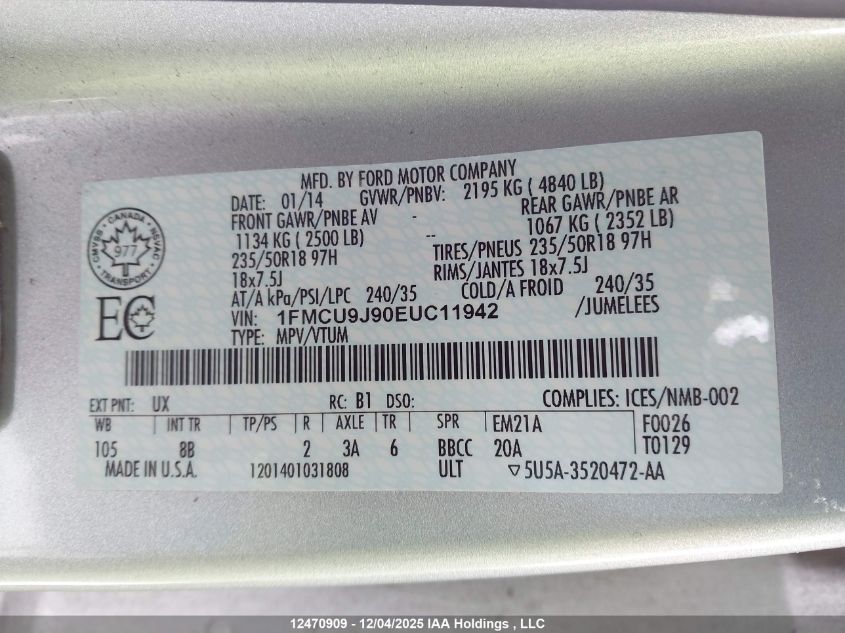 MFD. BY FORD MOTOR COMPANY
DATE: 01/14 GVWR/PNBV: 2195 KG ( 4840 LB)
FRONT GAWR/PNBE AV - REAR GAWR/PNBE AR
1134 KG ( 2500 LB) -- 1067 KG ( 2352 LB)
235/50R18 97H TIRES/PNEUS 235/50R18 97H
18x7.5J RIMS/JANTES 18x7.5J
AT/A kPa/PSI/LPC 240/35 COLD/A FROID 240/35
VIN: 1FMCU9J90EUC11942 /JUMELEES
TYPE: MPV/VTUM
CANADA
CMVSS NSVAC
977
TRANSPORT
EC
EXT PNT: UX RC: B1 DSO: COMPLIES: ICES/NMB-002
WB INT TR TP/PS R AXLE TR SPR EM21A F0026
105 8B 2 3A 6 BBCC 20A T0129
MADE IN U.S.A. 1201401031808 ULT ▽5U5A-3520472-AA
12470909 - 12/04/2025 IAA Holdings , LLC